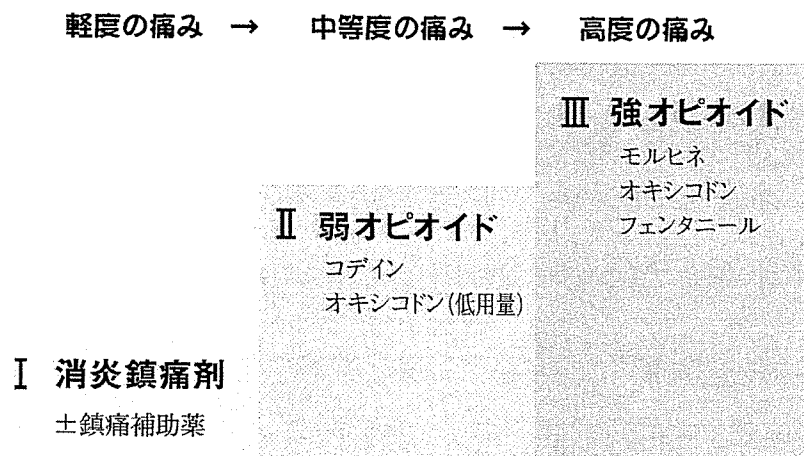 軽度の痛み → 中等度の痛み → 高度の痛み
Ⅲ 強オピオイド
モルヒネ
オキシコドン
フェンタニール
Ⅱ 弱オピオイド
コデイン
オキシコドン(低用量)
Ⅰ 消炎鎮痛剤
±鎮痛補助薬